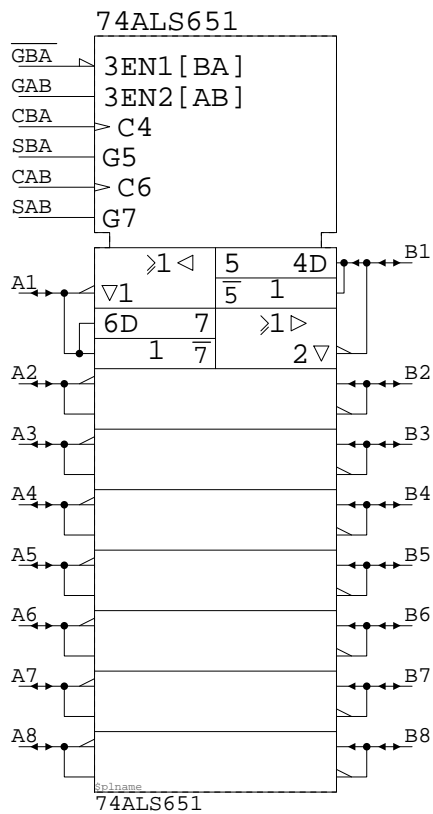 74ALS651
GBA 3EN1[BA]
GAB 3EN2[AB]
CBA C4
SBA G5
CAB C6
SAB G7
≥1 ◁ 5 4D B1
A1 ▽1 5 1
6D 7 ≥1 ▷
1 7 2▽
A2 B2
A3 B3
A4 B4
A5 B5
A6 B6
A7 B7
A8 B8
$plname
74ALS651